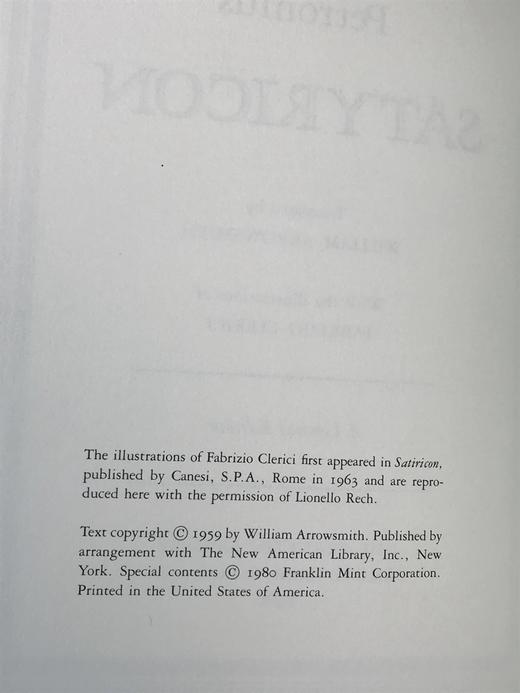 The illustrations of Fabrizio Clerici first appeared in Satiricon,
published by Canesi, S.P.A., Rome in 1963 and are repro-
duced here with the permission of Lionello Rech.
Text copyright © 1959 by William Arrowsmith. Published by
arrangement with The New American Library, Inc., New
York. Special contents © 1980 Franklin Mint Corporation.
Printed in the United States of America.